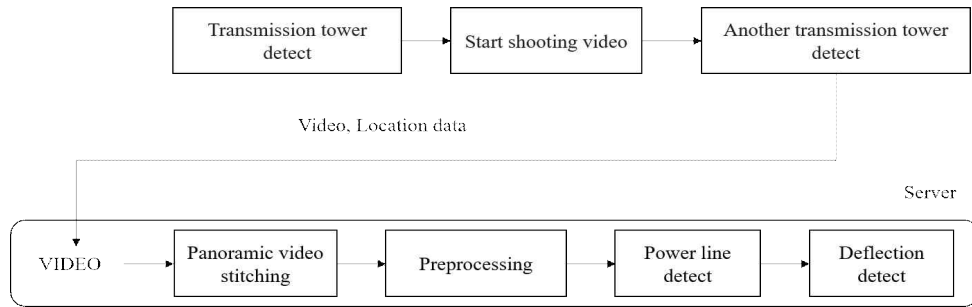 Transmission tower
detect
Start shooting video
Another transmission tower
detect
Video, Location data
Server
VIDEO
Panoramic video
stitching
Preprocessing
Power line
detect
Deflection
detect